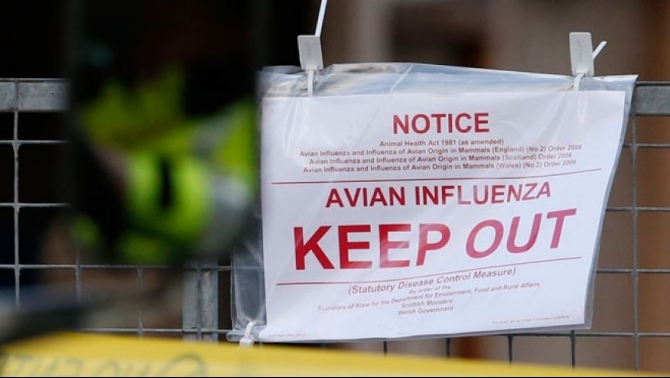 NOTICE
Animal Health Act 1981 (as amended)
Avian Influenza and Influenza of Avian Origin in Mammals (England) (No.2) Order 2006
Avian Influenza and Influenza of Avian Origin in Mammals (Scotland) Order 2006
Avian Influenza and Influenza of Avian Origin in Mammals (Wales) (No.2) Order 2006
AVIAN INFLUENZA
KEEP OUT
(Statutory Disease Control Measure)
By order of the
Secretary of State for the Department for Environment, Food and Rural Affairs
Scottish Ministers
Welsh Government